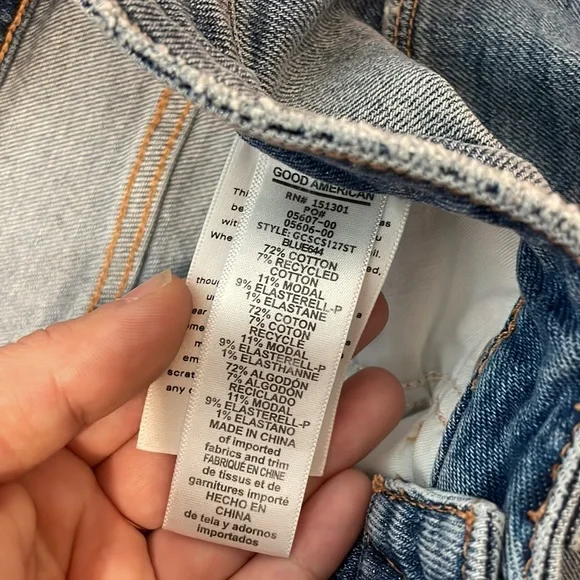 GOOD AMERICAN
RN# 151301
PO#
05607-00
05606-00
STYLE: GCSCS127ST
BLUE644
72% COTTON
7% RECYCLED
COTTON
11% MODAL
9% ELASTERELL-P
1% ELASTANE
72% COTON
7% COTON
RECYCLE
11% MODAL
9% ELASTERELL-P
1% ELASTHANNE
72% ALGODÓN
7% ALGODÓN
RECICLADO
11% MODAL
9% ELASTERELL-P
1% ELASTANO
MADE IN CHINA
of imported
fabrics and trim
FABRIQUÉ EN CHINE
de tissus et de
garnitures importé
HECHO EN
CHINA
de teia y adornos
importados
any